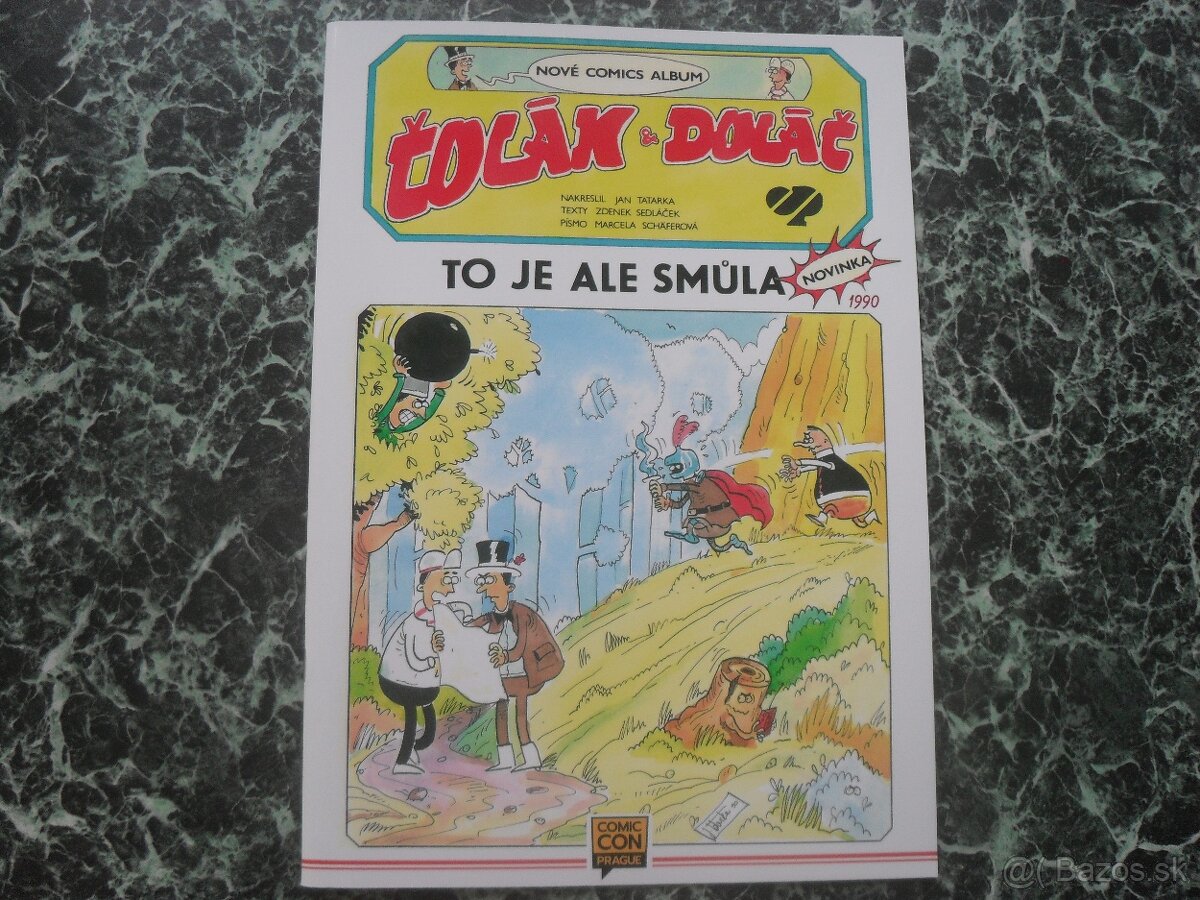 NOVÉ COMICS ALBUM
ŤOLÁK & DOLÁČ
NAKRESLIL JAN TATARKA
TEXTY ZDENEK SEDLÁČEK
PÍSMO MARCELA SCHÄFEROVÁ
TO JE ALE SMŮLA
NOVINKA
1990
COMIC
CON
PRAGUE
@( Bazos.sk